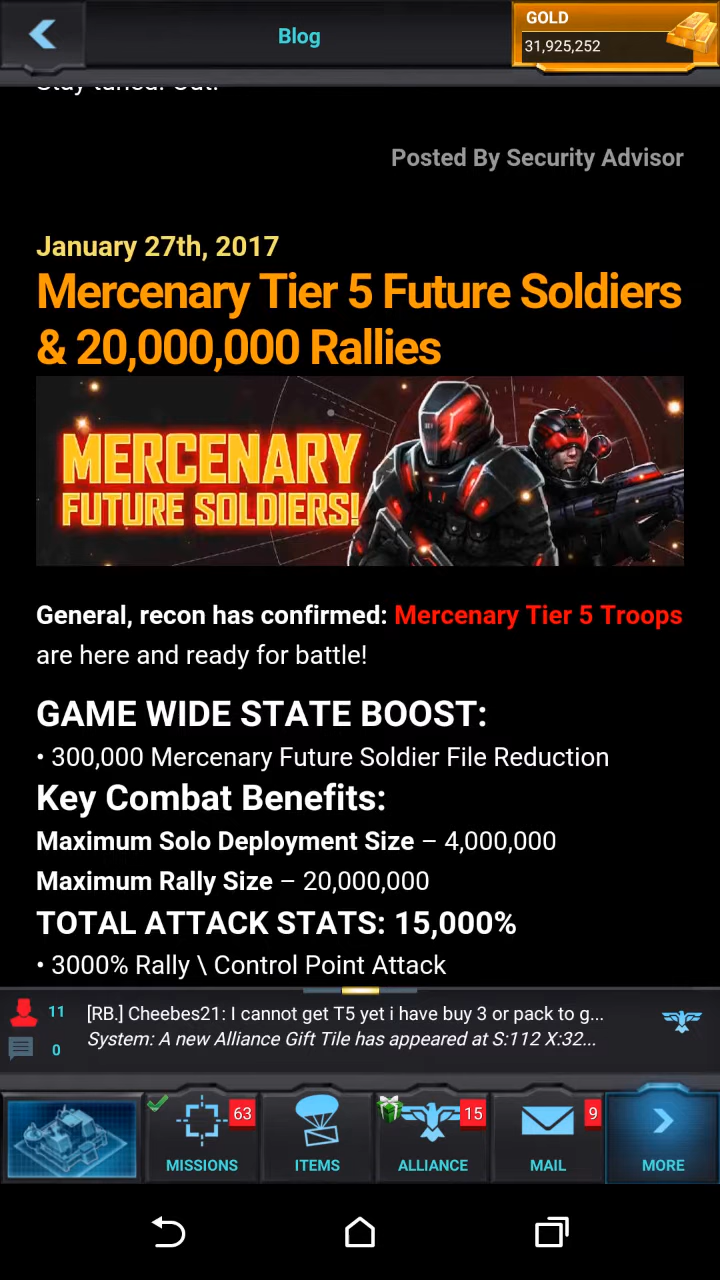 Blog
GOLD
31,925,252
Stay tuned. Out.
Posted By Security Advisor
January 27th, 2017
Mercenary Tier 5 Future Soldiers
& 20,000,000 Rallies
MERCENARY
FUTURE SOLDIERS!
General, recon has confirmed: Mercenary Tier 5 Troops
are here and ready for battle!
GAME WIDE STATE BOOST:
• 300,000 Mercenary Future Soldier File Reduction
Key Combat Benefits:
Maximum Solo Deployment Size – 4,000,000
Maximum Rally Size – 20,000,000
TOTAL ATTACK STATS: 15,000%
• 3000% Rally \ Control Point Attack
11
[RB.] Cheebes21: I cannot get T5 yet i have buy 3 or pack to g...
0
System: A new Alliance Gift Tile has appeared at S:112 X:32...
63
15
9
MISSIONS
ITEMS
ALLIANCE
MAIL
MORE